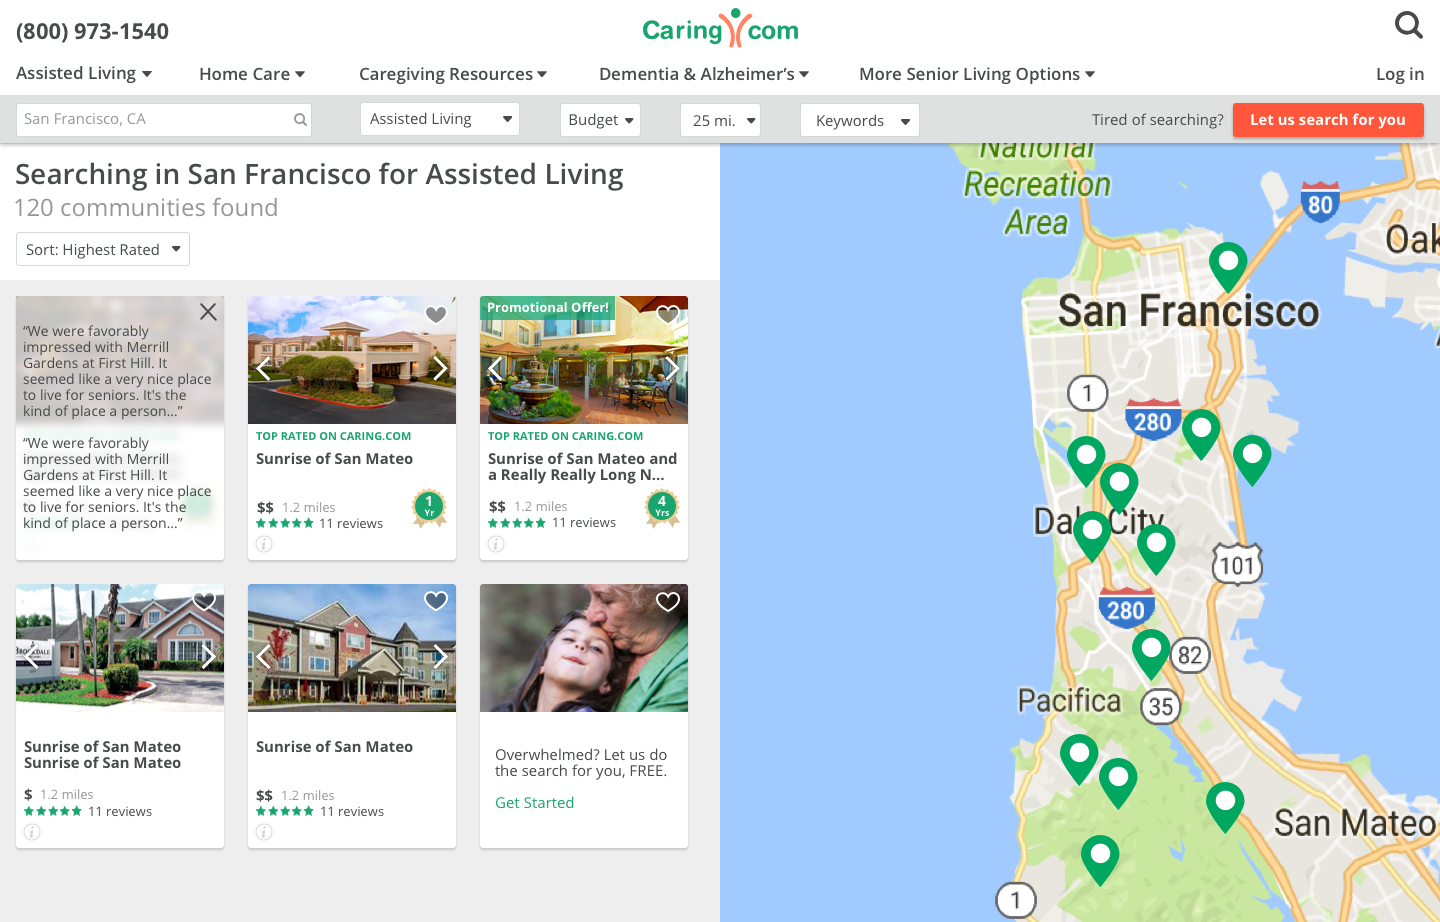 (800) 973-1540
Caring com
Assisted Living
Home Care
Caregiving Resources
Dementia & Alzheimer's
More Senior Living Options
Log in
San Francisco, CA
Assisted Living
Budget
25 mi.
Keywords
Tired of searching?
Let us search for you
Searching in San Francisco for Assisted Living
120 communities found
Sort: Highest Rated
“We were favorably
impressed with Merrill
Gardens at First Hill. It
seemed like a very nice place
to live for seniors. It's the
kind of place a person...”
“We were favorably
impressed with Merrill
Gardens at First Hill. It
seemed like a very nice place
to live for seniors. It's the
kind of place a person...”
TOP RATED ON CARING.COM
Sunrise of San Mateo
$$ 1.2 miles
11 reviews
1
Yr
i
Promotional Offer!
TOP RATED ON CARING.COM
Sunrise of San Mateo and
a Really Really Long N...
$$ 1.2 miles
11 reviews
4
Yrs
i
Sunrise of San Mateo
Sunrise of San Mateo
$ 1.2 miles
11 reviews
i
Sunrise of San Mateo
$$ 1.2 miles
11 reviews
i
Overwhelmed? Let us do
the search for you, FREE.
Get Started
National
Recreation
Area
80
Oak
San Francisco
1
280
Daly City
101
280
82
Pacifica
35
San Mateo
1